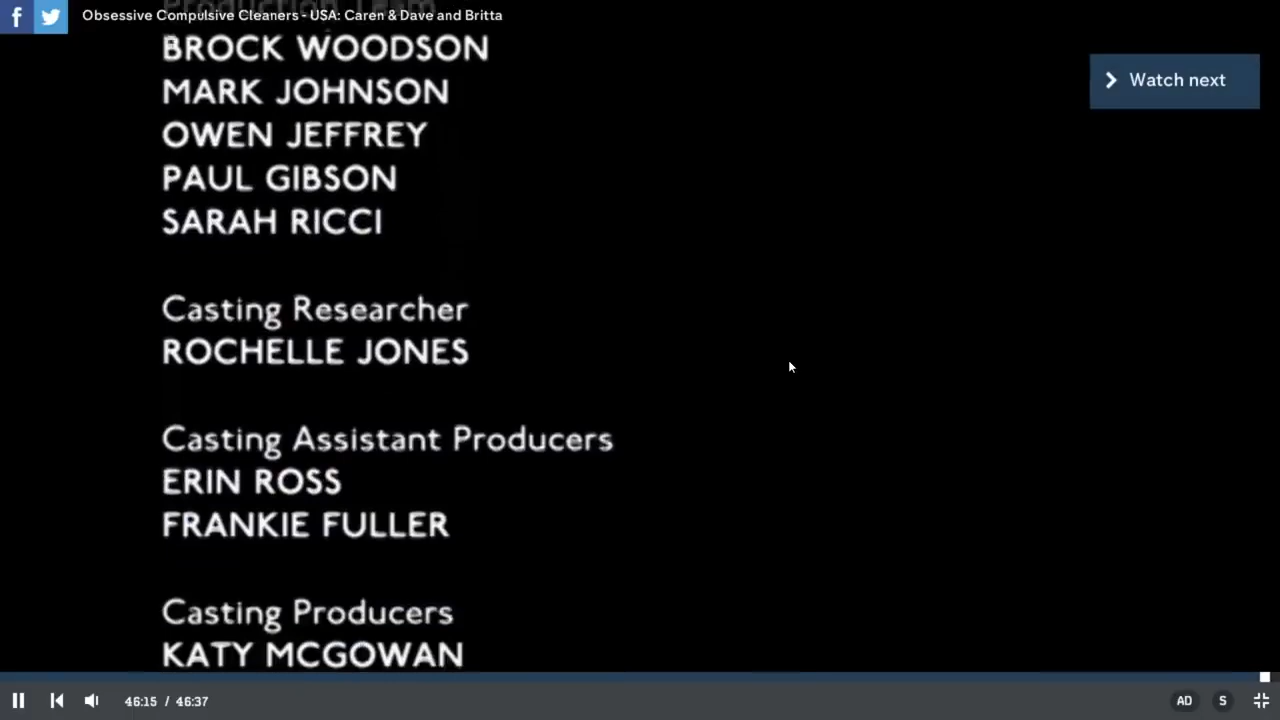 Obsessive Compulsive Cleaners - USA: Caren & Dave and Britta
Production Team
BROCK WOODSON
MARK JOHNSON
OWEN JEFFREY
PAUL GIBSON
SARAH RICCI
Watch next
Casting Researcher
ROCHELLE JONES
Casting Assistant Producers
ERIN ROSS
FRANKIE FULLER
Casting Producers
KATY MCGOWAN
46:15 / 46:37
AD
S